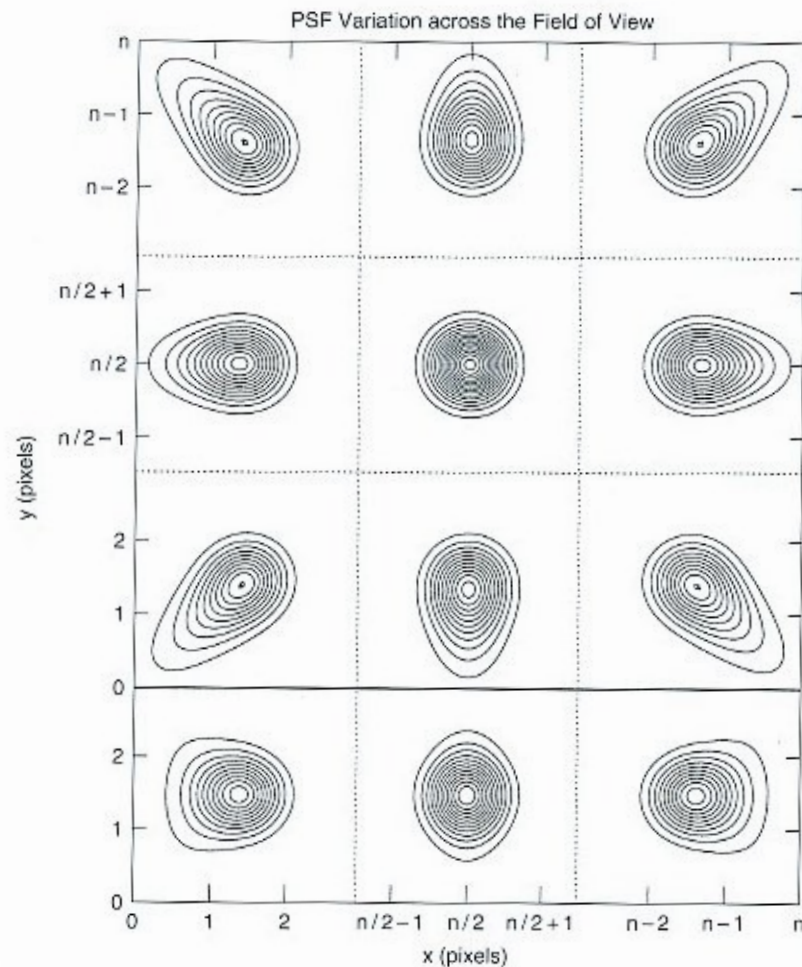 PSF Variation across the Field of View
n
n-1
n-2
n/2+1
n/2
n/2-1
y (pixels)
2
1
0
2
1
0
0 1 2 n/2-1 n/2 n/2+1 n-2 n-1 n
x (pixels)